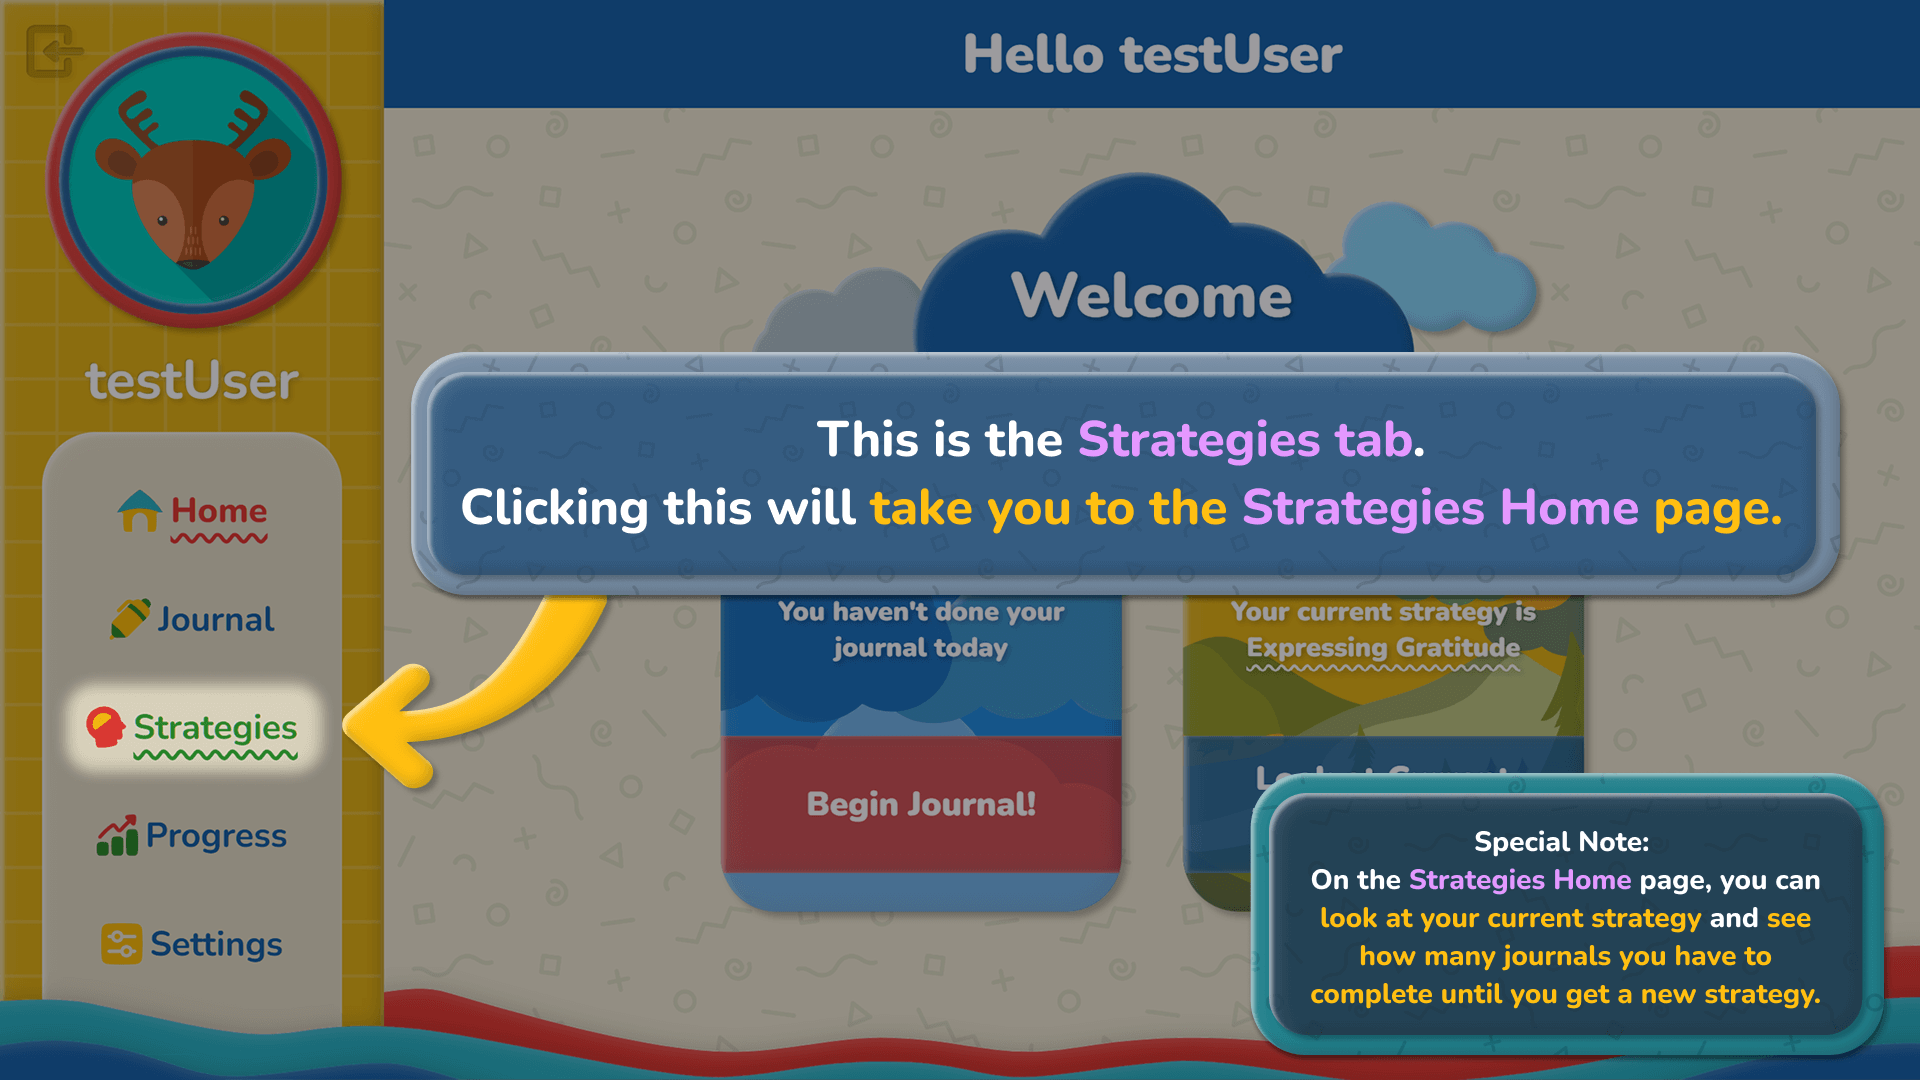 Hello testUser
testUser
Home
Journal
Strategies
Progress
Settings
Welcome
This is the Strategies tab.
Clicking this will take you to the Strategies Home page.
You haven't done your
journal today
Begin Journal!
Your current strategy is
Expressing Gratitude
Special Note:
On the Strategies Home page, you can
look at your current strategy and see
how many journals you have to
complete until you get a new strategy.